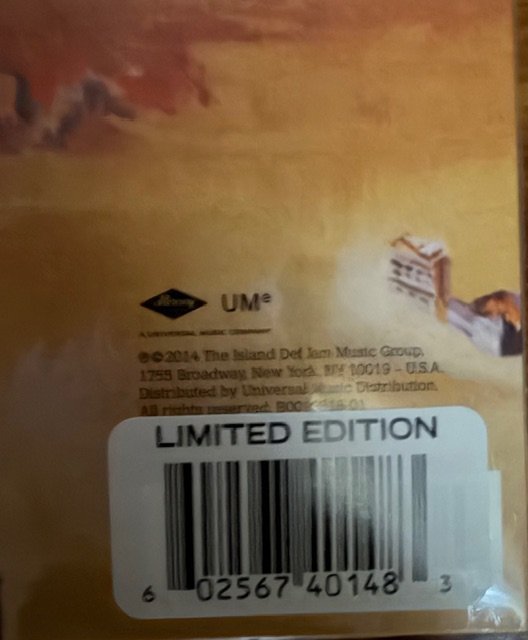 Mercury
UMe
A UNIVERSAL MUSIC COMPANY
℗©2014 The Island Def Jam Music Group,
1755 Broadway, New York, NY 10019 - U.S.A.
Distributed by Universal Music Distribution.
All rights reserved.
LIMITED EDITION
6 02567 40148 3